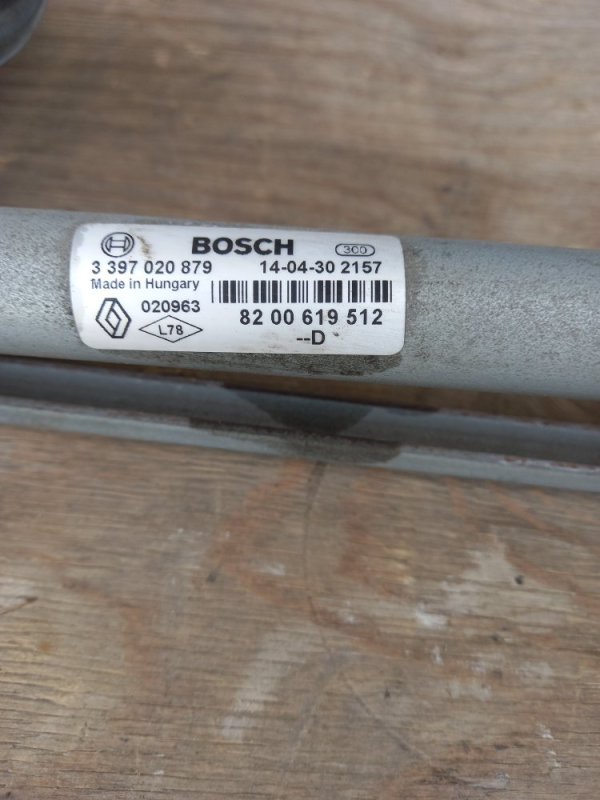 BOSCH 300
3 397 020 879 14-04-30 2157
Made in Hungary
020963
L78 82 00 619 512
--D